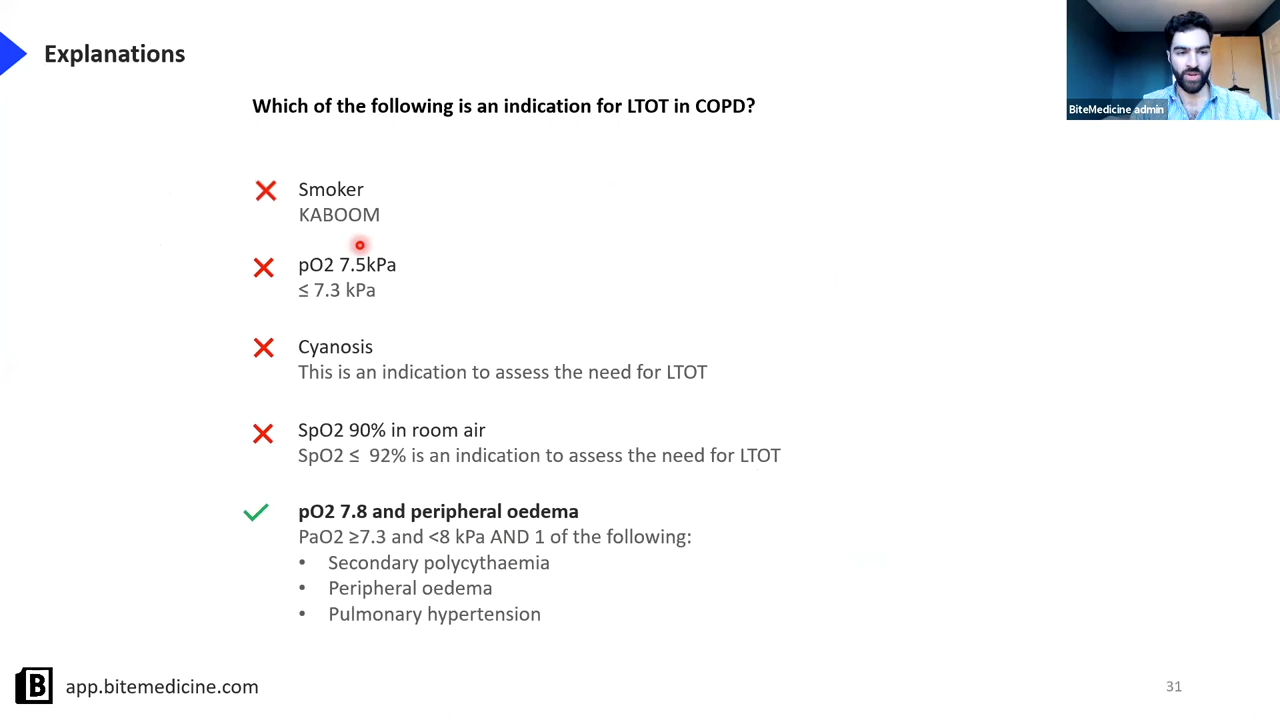 Explanations
BiteMedicine admin
Which of the following is an indication for LTOT in COPD?
Smoker
KABOOM
pO2 7.5kPa
≤ 7.3 kPa
Cyanosis
This is an indication to assess the need for LTOT
SpO2 90% in room air
SpO2 ≤ 92% is an indication to assess the need for LTOT
pO2 7.8 and peripheral oedema
PaO2 ≥7.3 and <8 kPa AND 1 of the following:
• Secondary polycythaemia
• Peripheral oedema
• Pulmonary hypertension
B app.bitemedicine.com
31